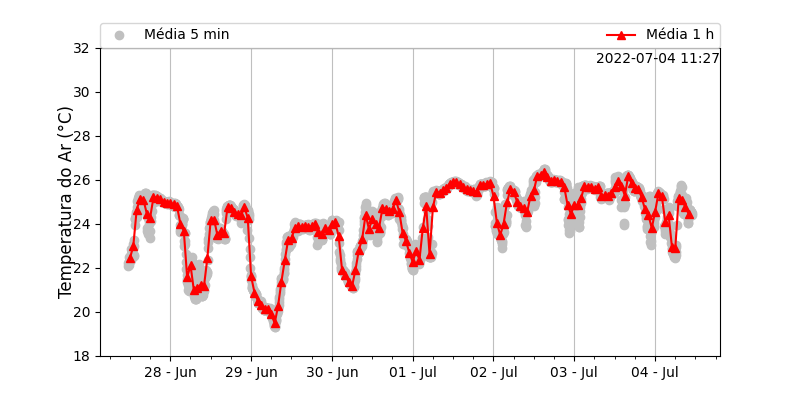 Média 5 min
Média 1 h
2022-07-04 11:27
Temperatura do Ar (°C)
32
30
28
26
24
22
20
18
28 - Jun
29 - Jun
30 - Jun
01 - Jul
02 - Jul
03 - Jul
04 - Jul